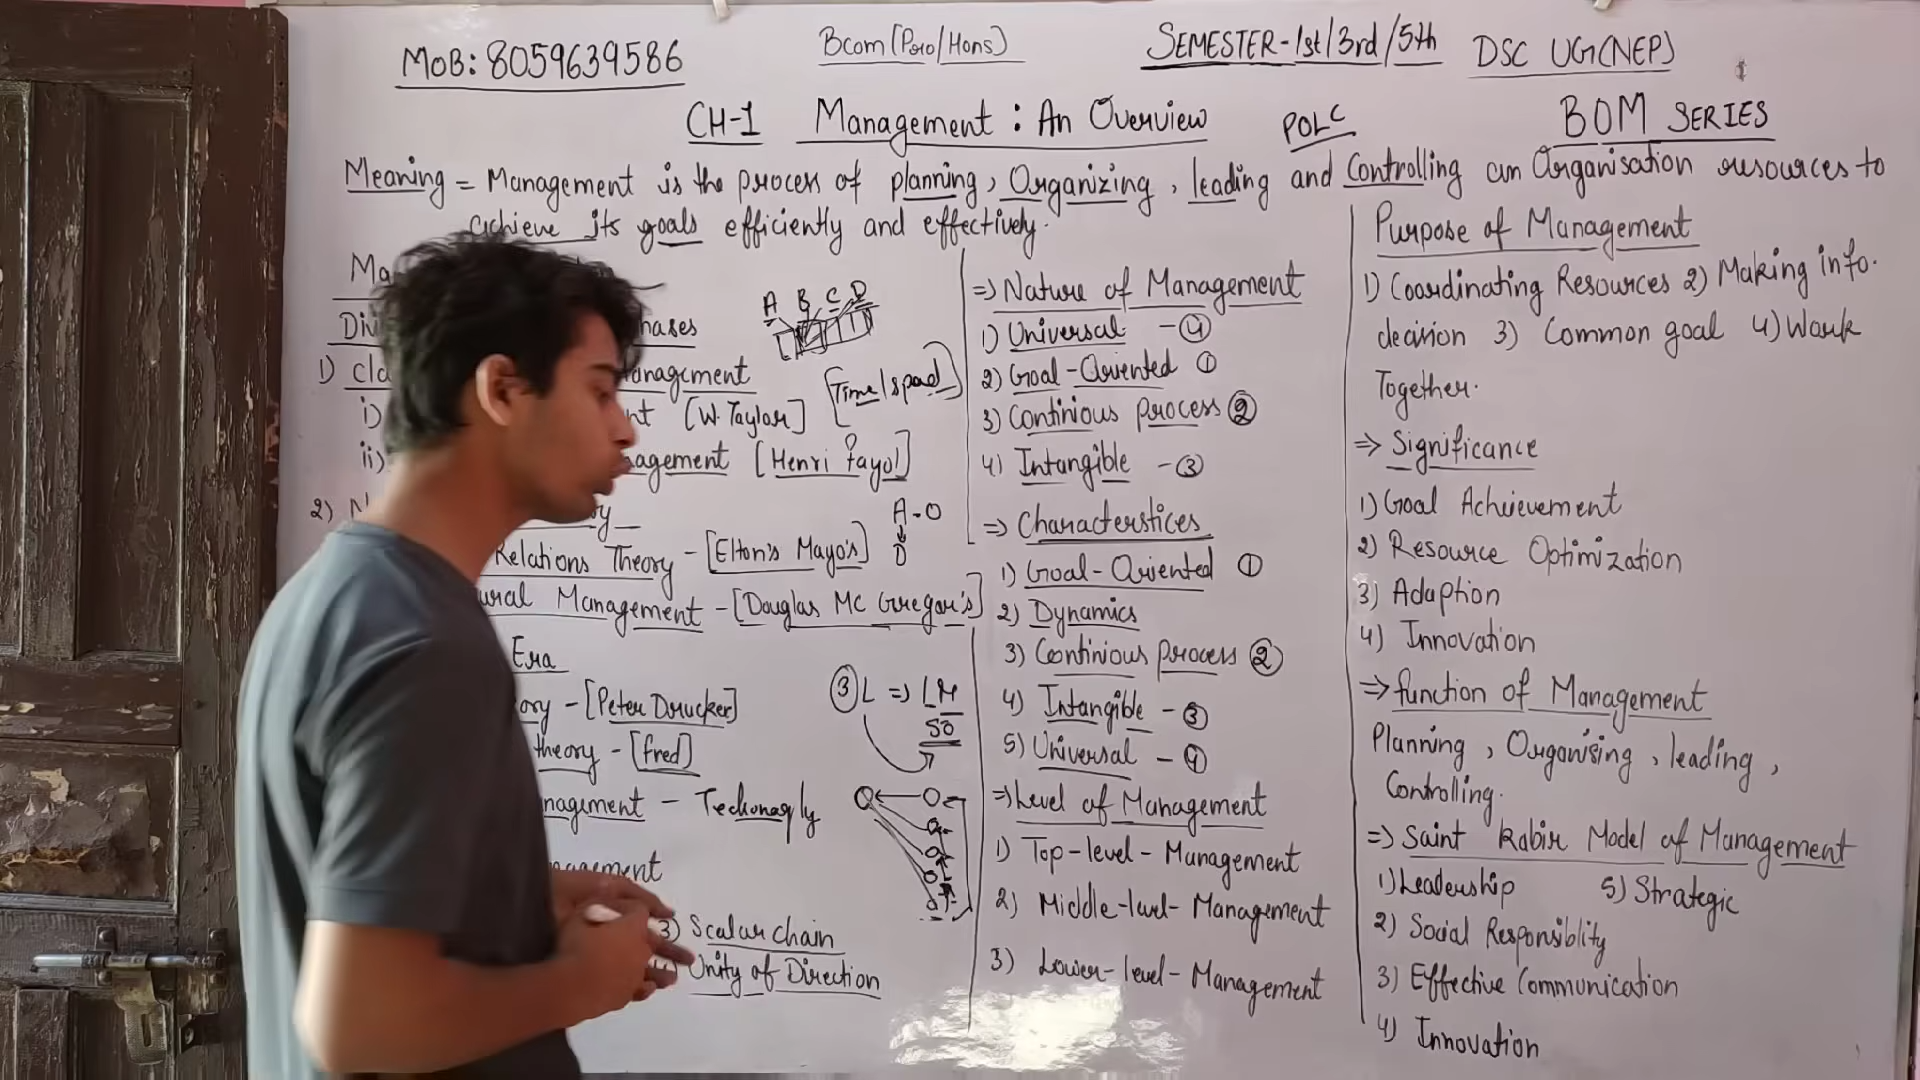 MOB: 8059639586
Bcom(Pro/Hons)
SEMESTER-1st/3rd/5th
DSC UG(NEP)
CH-1 Management : An Overview
POLC
BOM SERIES
Meaning = Management is the process of planning, Organizing, leading and Controlling an Organisation resources to
achieve its goals efficiently and effectively.
[W. Taylor]
[Henri fayol]
Relations Theory - [Elton's Mayo's]
Management - [Douglas MC Gregor's]
Era
- [Peter Drucker]
theory - [fred]
3) Scalar chain
Unity of Direction
A B C D
[Time/spead]
A-O
D
③ L => LM
50
=> Nature of Management
1) Universal - ④
2) Goal-Oriented ①
3) Continious process ②
4) Intangible - ③
=> Characterstices
1) Goal-Oriented ①
2) Dynamics
3) Continious process ②
4) Intangible - ③
5) Universal - ④
=> Level of Management
1) Top-level-Management
2) Middle-level-Management
3) Lower-level-Management
Purpose of Management
1) Coordinating Resources 2) Making info.
decision 3) Common goal 4) Work
Together.
=> Significance
1) Goal Achievement
2) Resource Optimization
3) Adaption
4) Innovation
=> function of Management
Planning, Organising, leading,
Controlling.
=> Saint Kabir Model of Management
1) Leadership 5) Strategic
2) Social Responsiblity
3) Effective Communication
4) Innovation